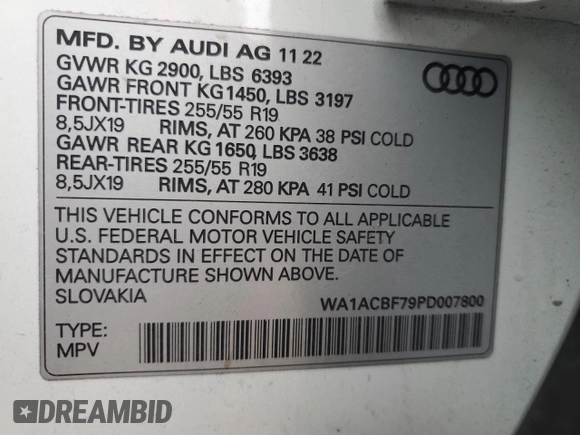 MFD. BY AUDI AG 11 22
GVWR KG 2900, LBS 6393
GAWR FRONT KG 1450, LBS 3197
FRONT-TIRES 255/55 R19
8,5JX19 RIMS, AT 260 KPA 38 PSI COLD
GAWR REAR KG 1650, LBS 3638
REAR-TIRES 255/55 R19
8,5JX19 RIMS, AT 280 KPA 41 PSI COLD
THIS VEHICLE CONFORMS TO ALL APPLICABLE
U.S. FEDERAL MOTOR VEHICLE SAFETY
STANDARDS IN EFFECT ON THE DATE OF
MANUFACTURE SHOWN ABOVE.
SLOVAKIA WA1ACBF79PD007800
TYPE:
MPV
DREAMBID